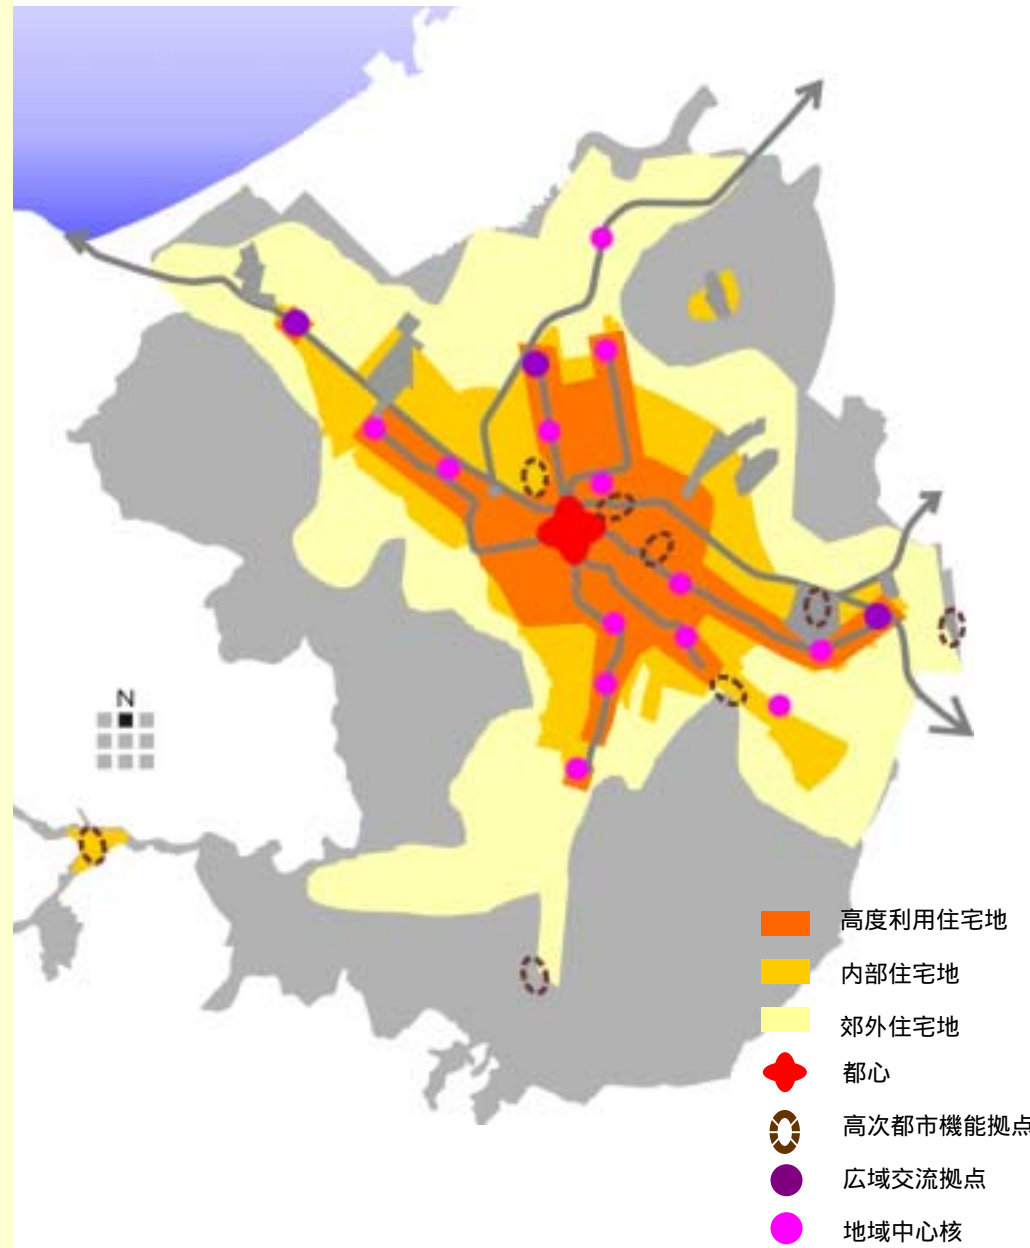 N
高度利用住宅地
内部住宅地
郊外住宅地
都心
高次都市機能拠点
広域交流拠点
地域中心核